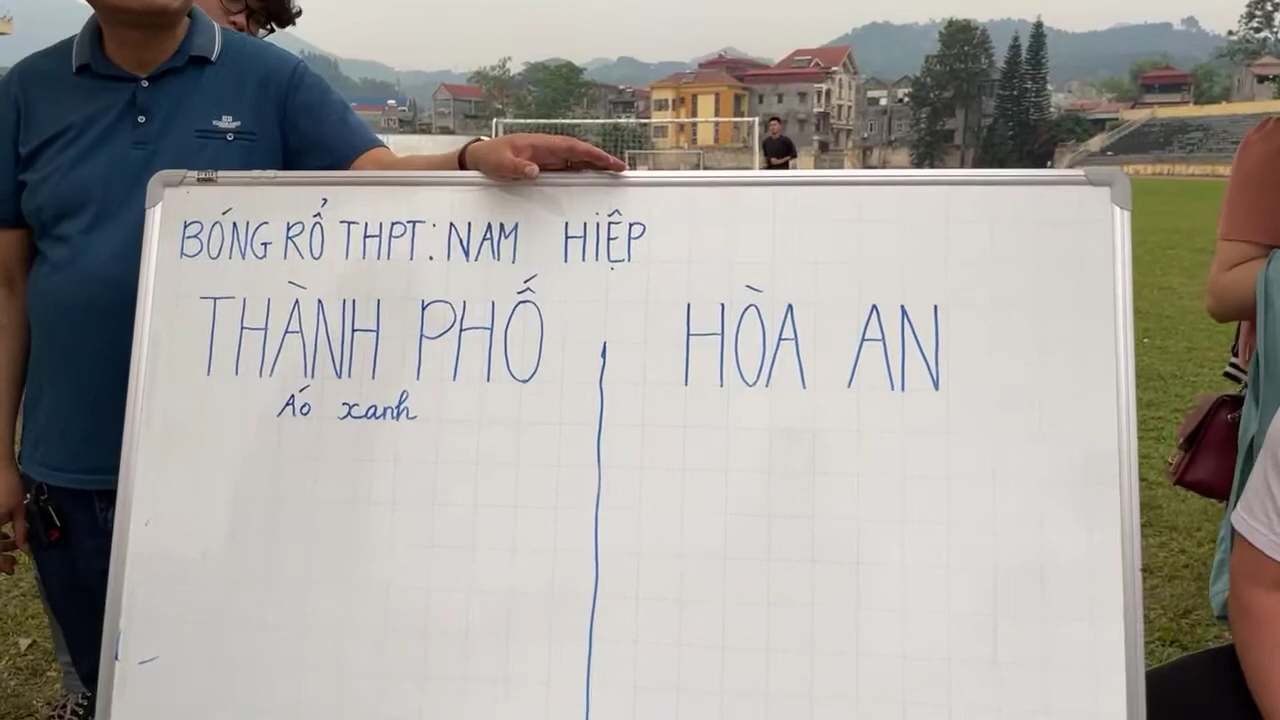 BÓNG RỔ THPT: NAM HIỆP
THÀNH PHỐ HÒA AN
Áo xanh